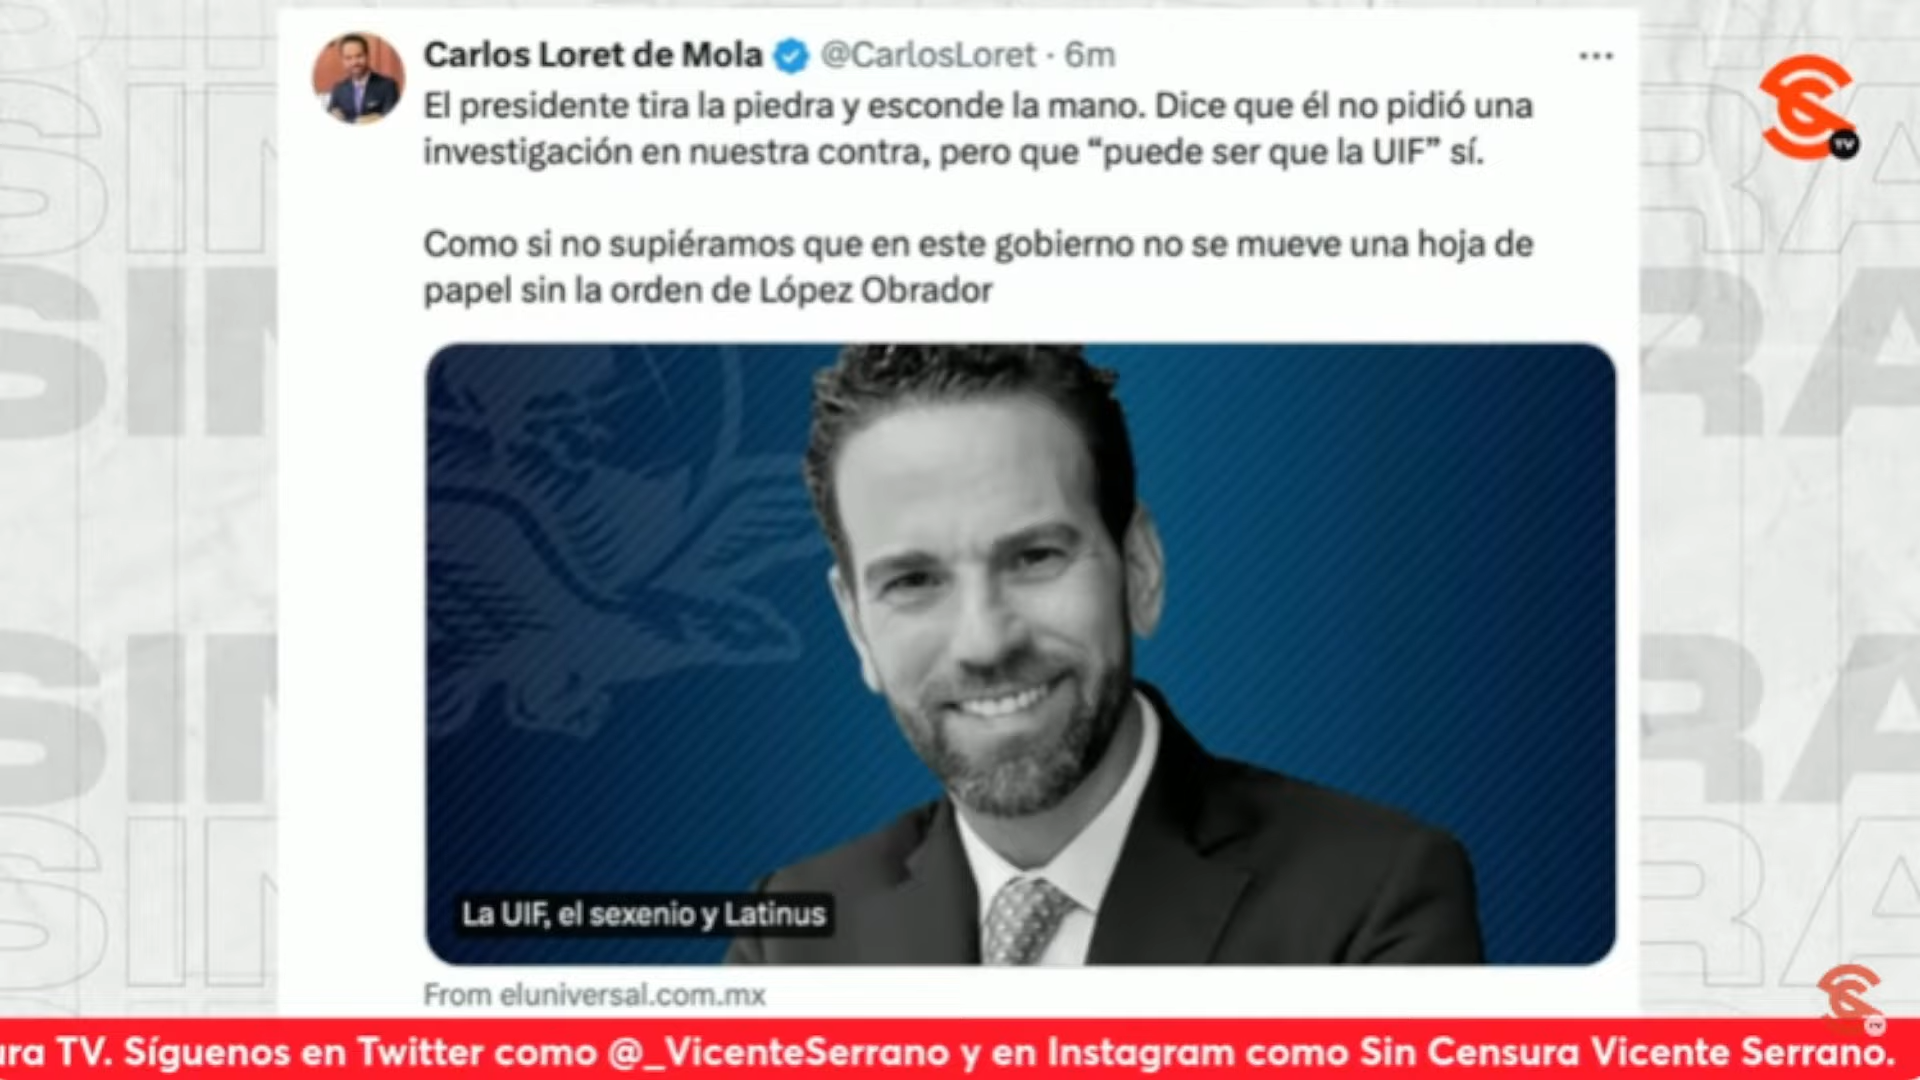 Carlos Loret de Mola @CarlosLoret · 6m
El presidente tira la piedra y esconde la mano. Dice que él no pidió una
investigación en nuestra contra, pero que “puede ser que la UIF” sí.
Como si no supiéramos que en este gobierno no se mueve una hoja de
papel sin la orden de López Obrador
La UIF, el sexenio y Latinus
From eluniversal.com.mx
TV
ra TV. Síguenos en Twitter como @_VicenteSerrano y en Instagram como Sin Censura Vicente Serrano.